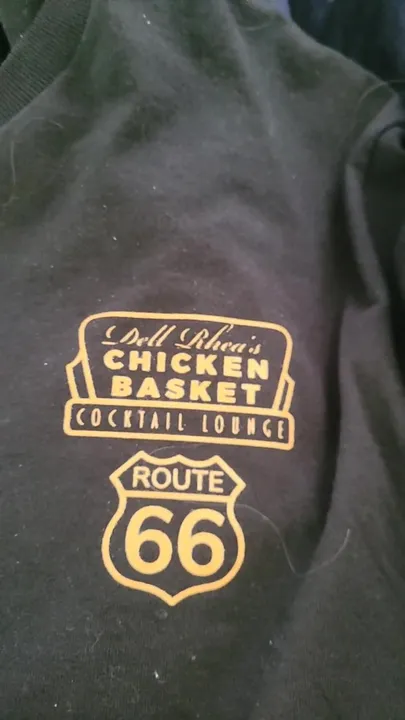 Dell Rhea's
CHICKEN
BASKET
COCKTAIL LOUNGE
ROUTE
66